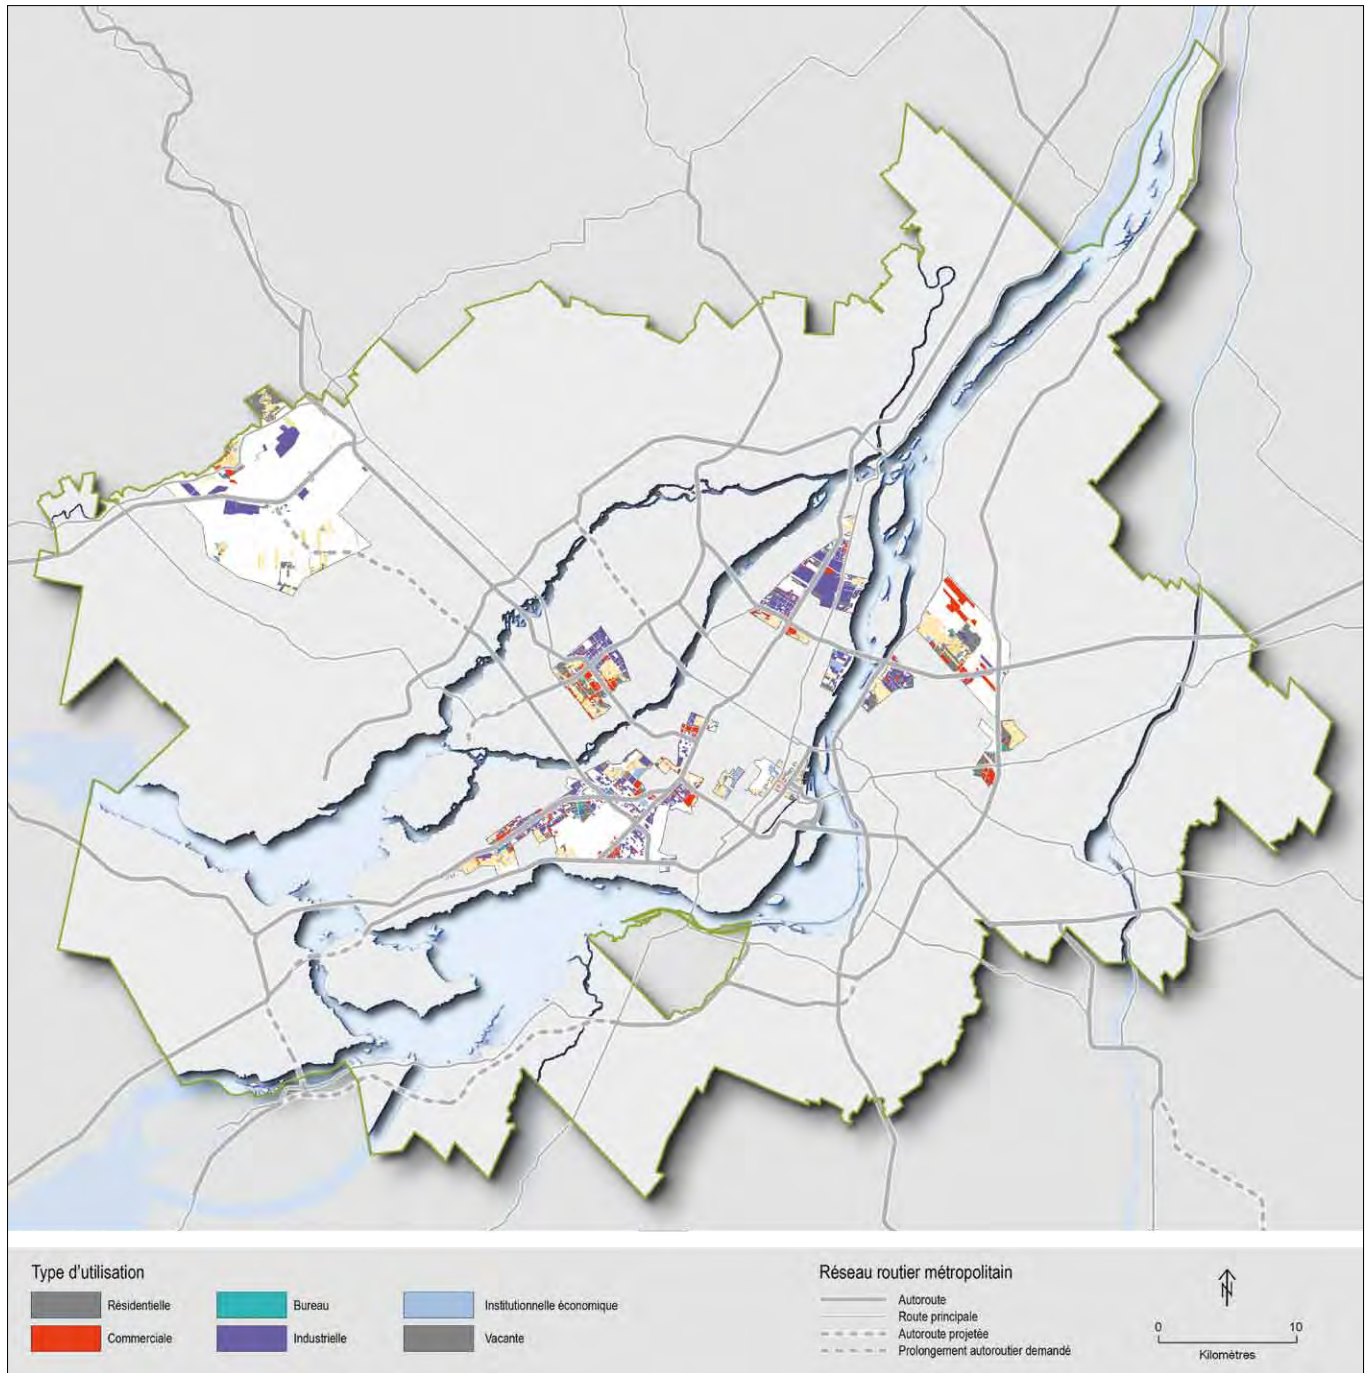 Type d'utilisation
Résidentielle
Bureau
Institutionnelle économique
Commerciale
Industrielle
Vacante
Réseau routier métropolitain
Autoroute
Route principale
Autoroute projetée
Prolongement autoroutier demandé
N
0 10
Kilomètres